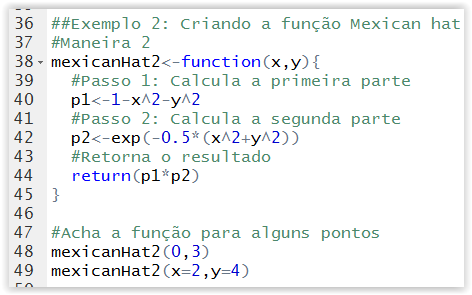 36 ##Exemplo 2: Criando a função Mexican hat
37 #Maneira 2
38 mexicanHat2<-function(x,y){
39   #Passo 1: Calcula a primeira parte
40   p1<-1-x^2-y^2
41   #Passo 2: Calcula a segunda parte
42   p2<-exp(-0.5*(x^2+y^2))
43   #Retorna o resultado
44   return(p1*p2)
45 }
46
47 #Acha a função para alguns pontos
48 mexicanHat2(0,3)
49 mexicanHat2(x=2,y=4)